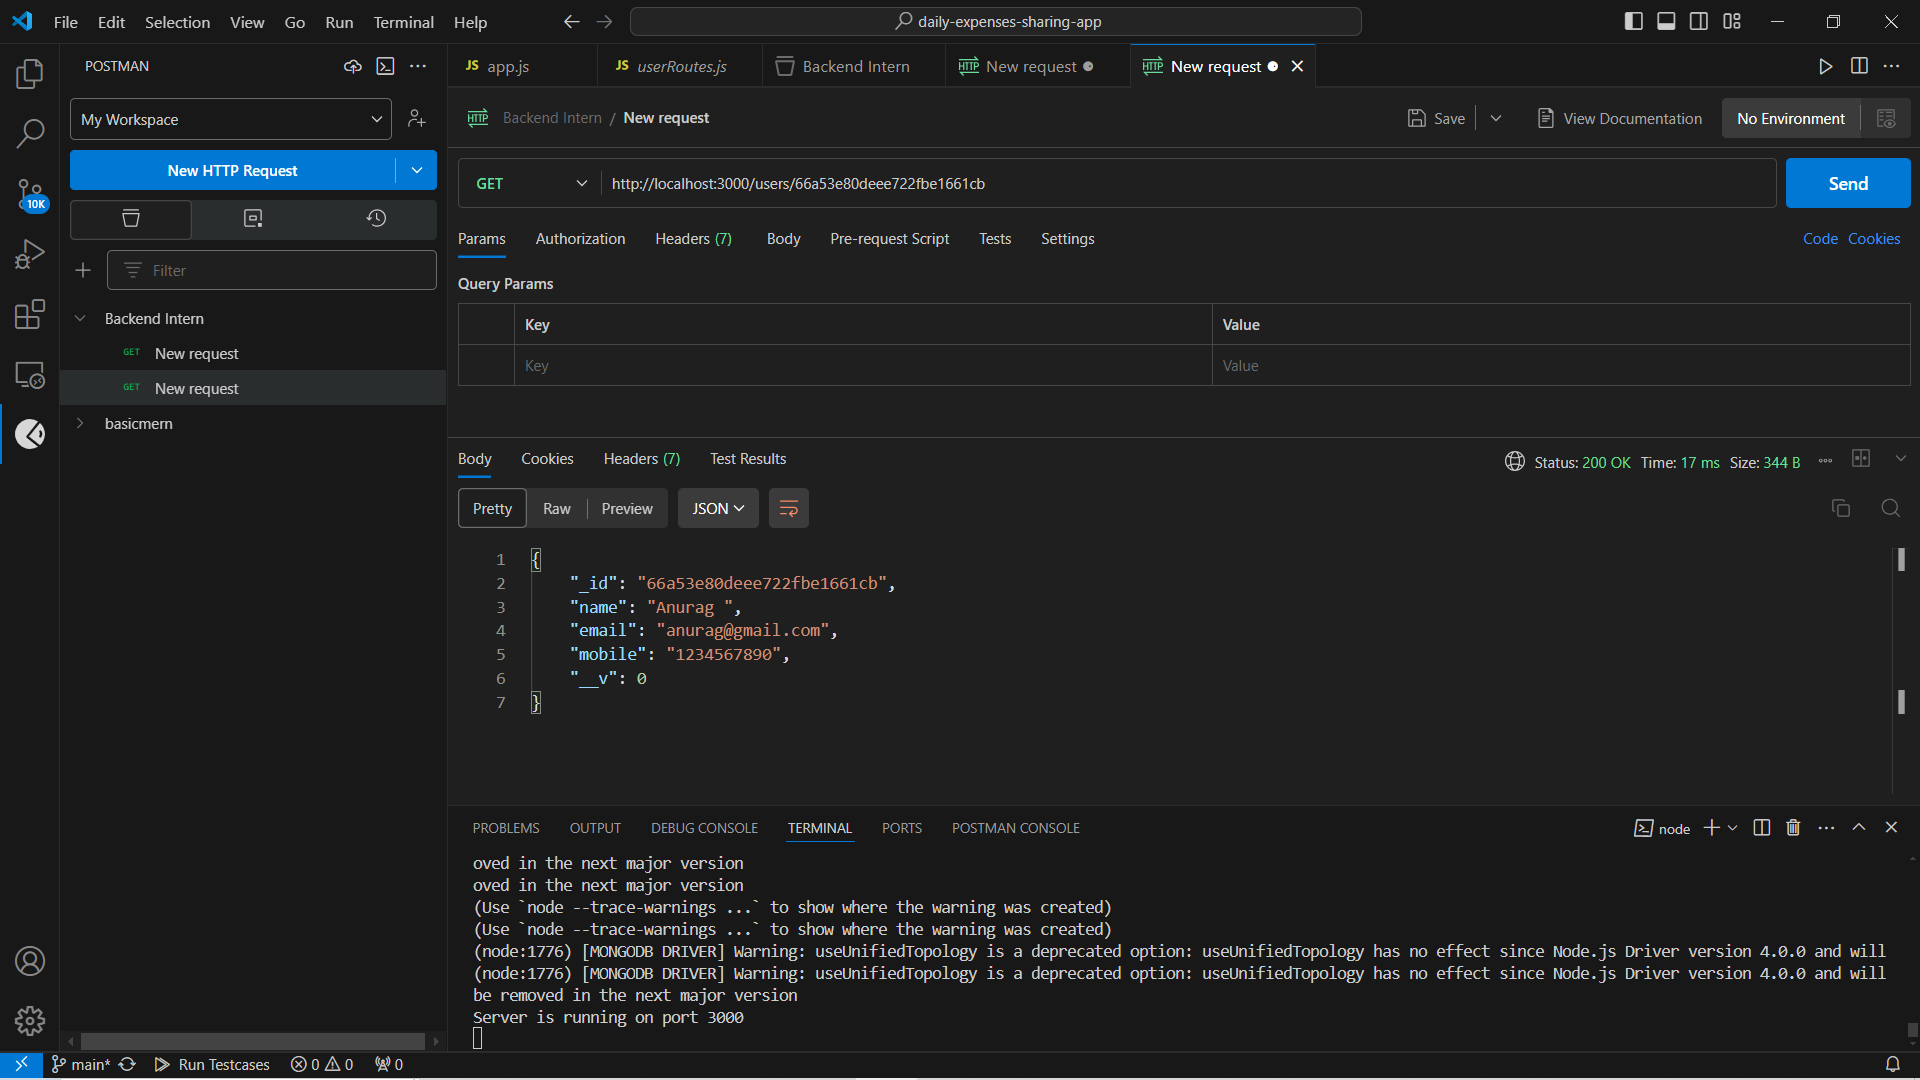 File Edit Selection View Go Run Terminal Help
daily-expenses-sharing-app
POSTMAN
My Workspace
New HTTP Request
Filter
Backend Intern
GET New request
GET New request
basicmern
10K
JS app.js
JS userRoutes.js
Backend Intern
HTTP New request
HTTP New request
HTTP Backend Intern / New request
Save
View Documentation
No Environment
GET http://localhost:3000/users/66a53e80deee722fbe1661cb
Send
Params Authorization Headers (7) Body Pre-request Script Tests Settings
Code Cookies
Query Params
Key Value
Key Value
Body Cookies Headers (7) Test Results
Status: 200 OK Time: 17 ms Size: 344 B
Pretty Raw Preview JSON
1 {
2 "_id": "66a53e80deee722fbe1661cb",
3 "name": "Anurag ",
4 "email": "anurag@gmail.com",
5 "mobile": "1234567890",
6 "__v": 0
7 }
PROBLEMS OUTPUT DEBUG CONSOLE TERMINAL PORTS POSTMAN CONSOLE
node
oved in the next major version
oved in the next major version
(Use `node --trace-warnings ...` to show where the warning was created)
(Use `node --trace-warnings ...` to show where the warning was created)
(node:1776) [MONGODB DRIVER] Warning: useUnifiedTopology is a deprecated option: useUnifiedTopology has no effect since Node.js Driver version 4.0.0 and will
(node:1776) [MONGODB DRIVER] Warning: useUnifiedTopology is a deprecated option: useUnifiedTopology has no effect since Node.js Driver version 4.0.0 and will
be removed in the next major version
Server is running on port 3000
main* Run Testcases 0 0 0